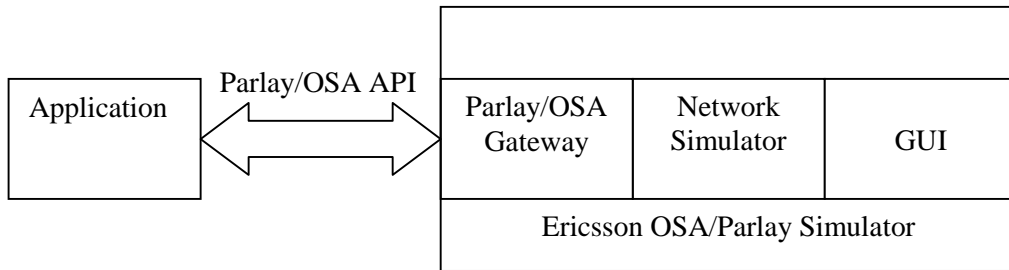 Application
Parlay/OSA API
Parlay/OSA
Gateway
Network
Simulator
GUI
Ericsson OSA/Parlay Simulator